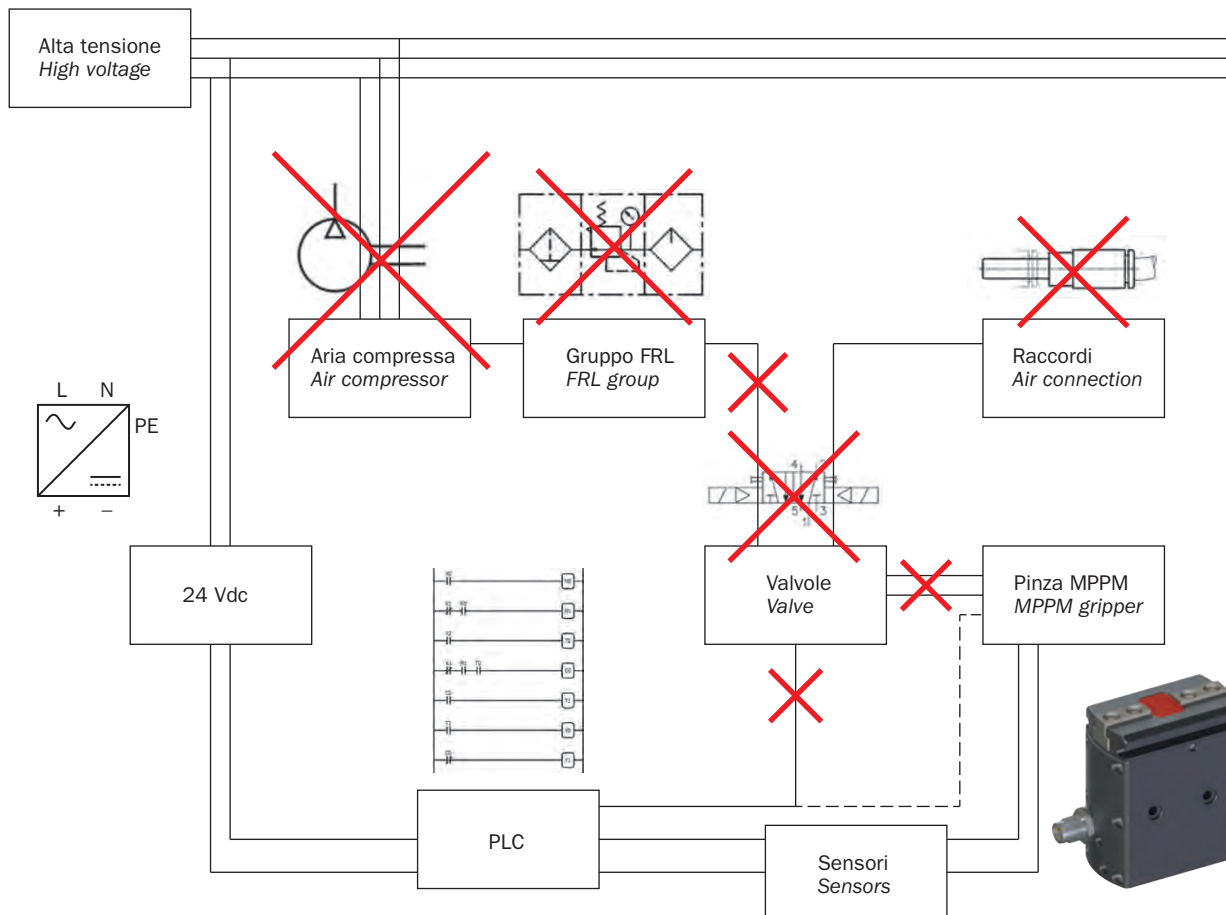 Alta tensione
High voltage
Aria compressa
Air compressor
Gruppo FRL
FRL group
Raccordi
Air connection
L N
PE
+ −
4
5 3
1
24 Vdc
Valvole
Valve
Pinza MPPM
MPPM gripper
PLC
Sensori
Sensors